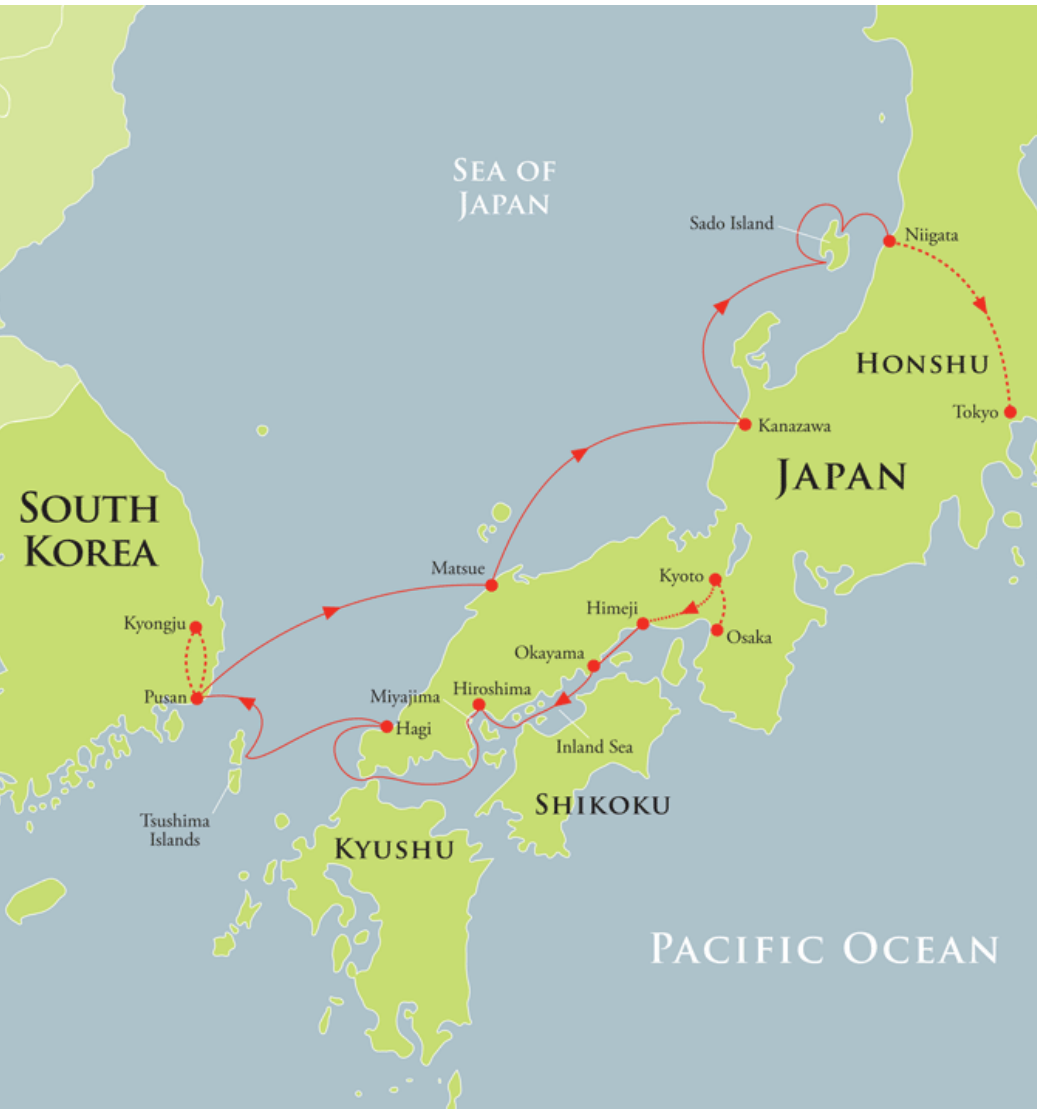 SEA OF
JAPAN
Sado Island
Niigata
HONSHU
Tokyo
Kanazawa
JAPAN
SOUTH
KOREA
Matsue
Kyoto
Himeji
Kyongju
Osaka
Okayama
Pusan
Miyajima
Hiroshima
Hagi
Inland Sea
Tsushima
Islands
SHIKOKU
KYUSHU
PACIFIC OCEAN